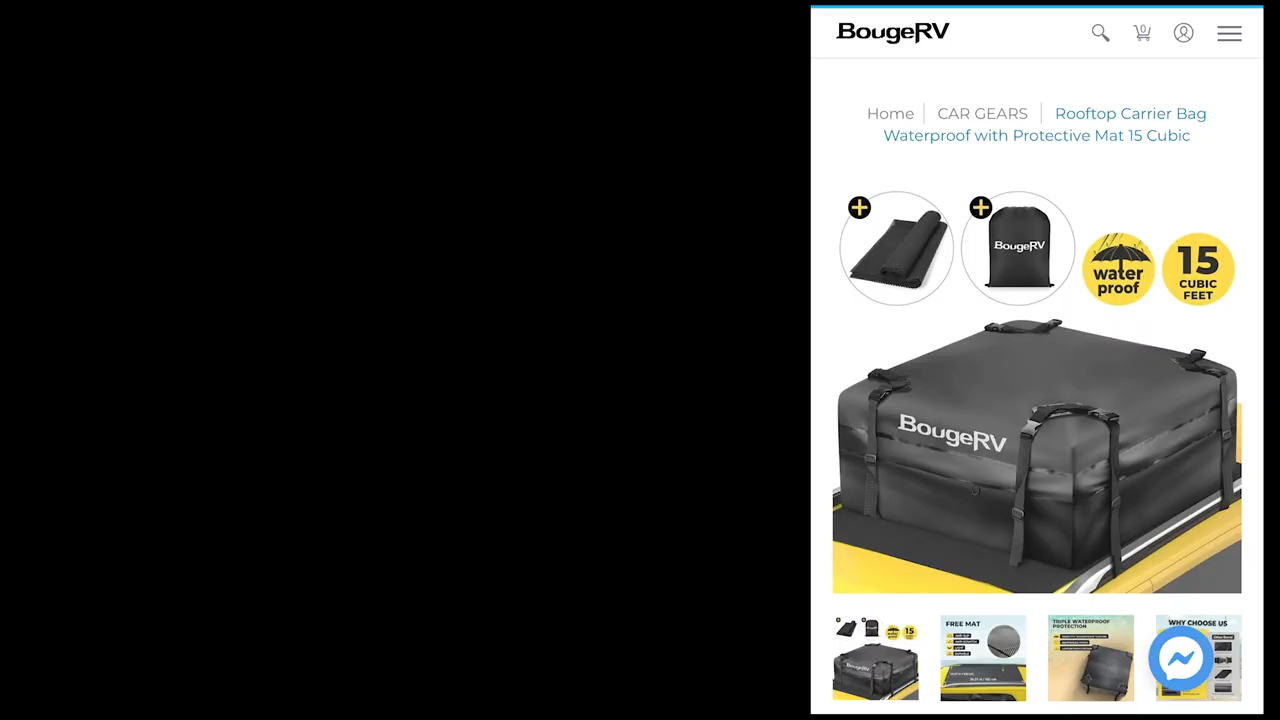 BougeRV
0
Home
CAR GEARS
Rooftop Carrier Bag
Waterproof with Protective Mat 15 Cubic
BougeRV
water
proof
15
CUBIC
FEET
BougeRV
FREE MAT
TRIPLE WATERPROOF
PROTECTION
WHY CHOOSE US